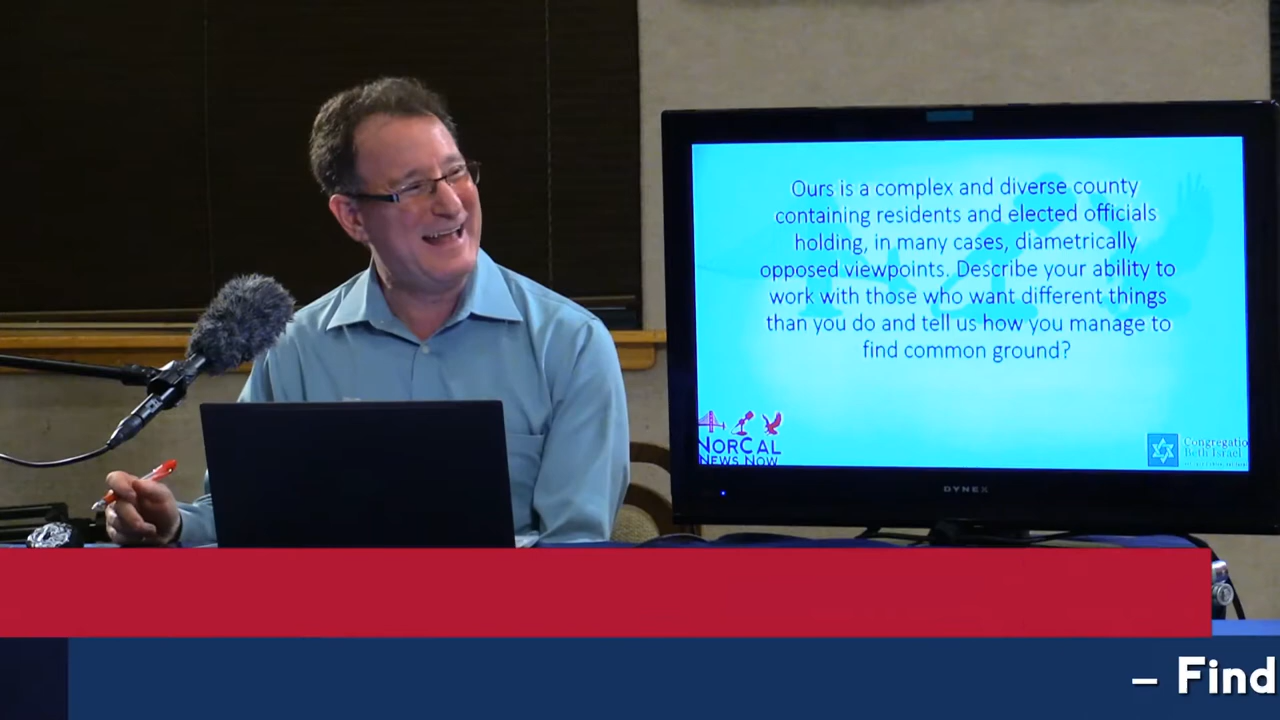 Ours is a complex and diverse county
containing residents and elected officials
holding, in many cases, diametrically
opposed viewpoints. Describe your ability to
work with those who want different things
than you do and tell us how you manage to
find common ground?
NORCAL
NEWS NOW
Congregatio
Beth Israel
DYNEX
– Find